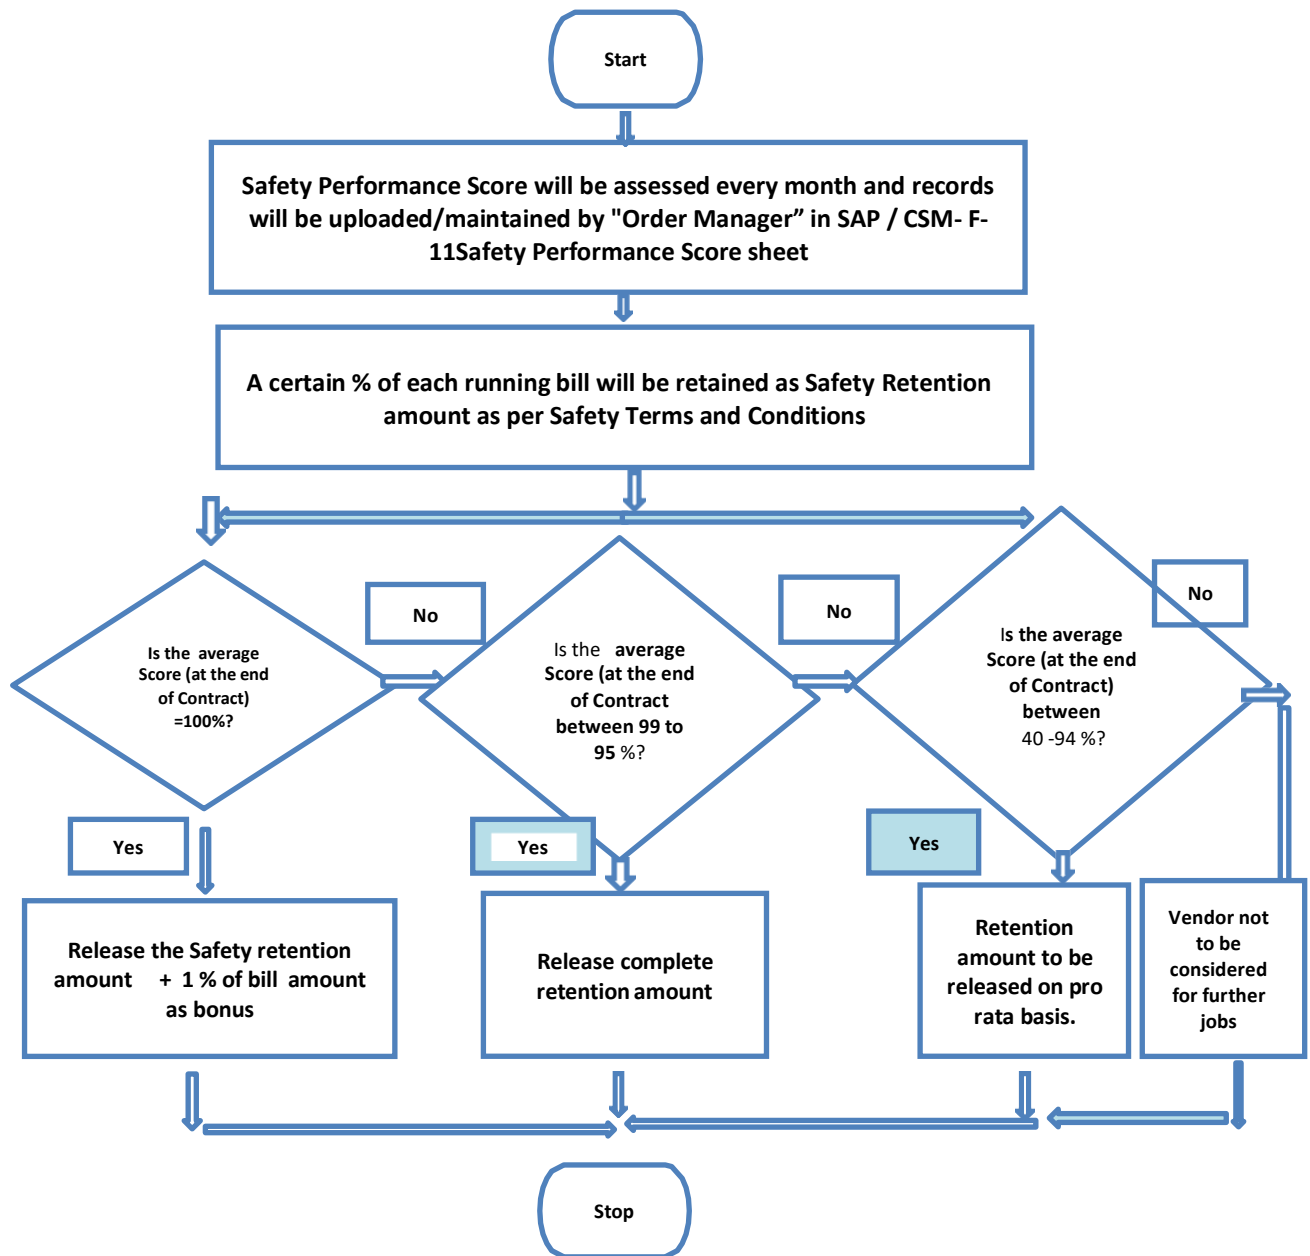 Start
Safety Performance Score will be assessed every month and records
will be uploaded/maintained by "Order Manager” in SAP / CSM- F-
11Safety Performance Score sheet
A certain % of each running bill will be retained as Safety Retention
amount as per Safety Terms and Conditions
Is the average
Score (at the end
of Contract)
=100%?
No
Is the average
Score (at the end
of Contract
between 99 to
95 %?
No
Is the average
Score (at the end
of Contract)
between
40 -94 %?
No
Yes
Yes
Yes
Release the Safety retention
amount + 1 % of bill amount
as bonus
Release complete
retention amount
Retention
amount to be
released on pro
rata basis.
Vendor not
to be
considered
for further
jobs
Stop